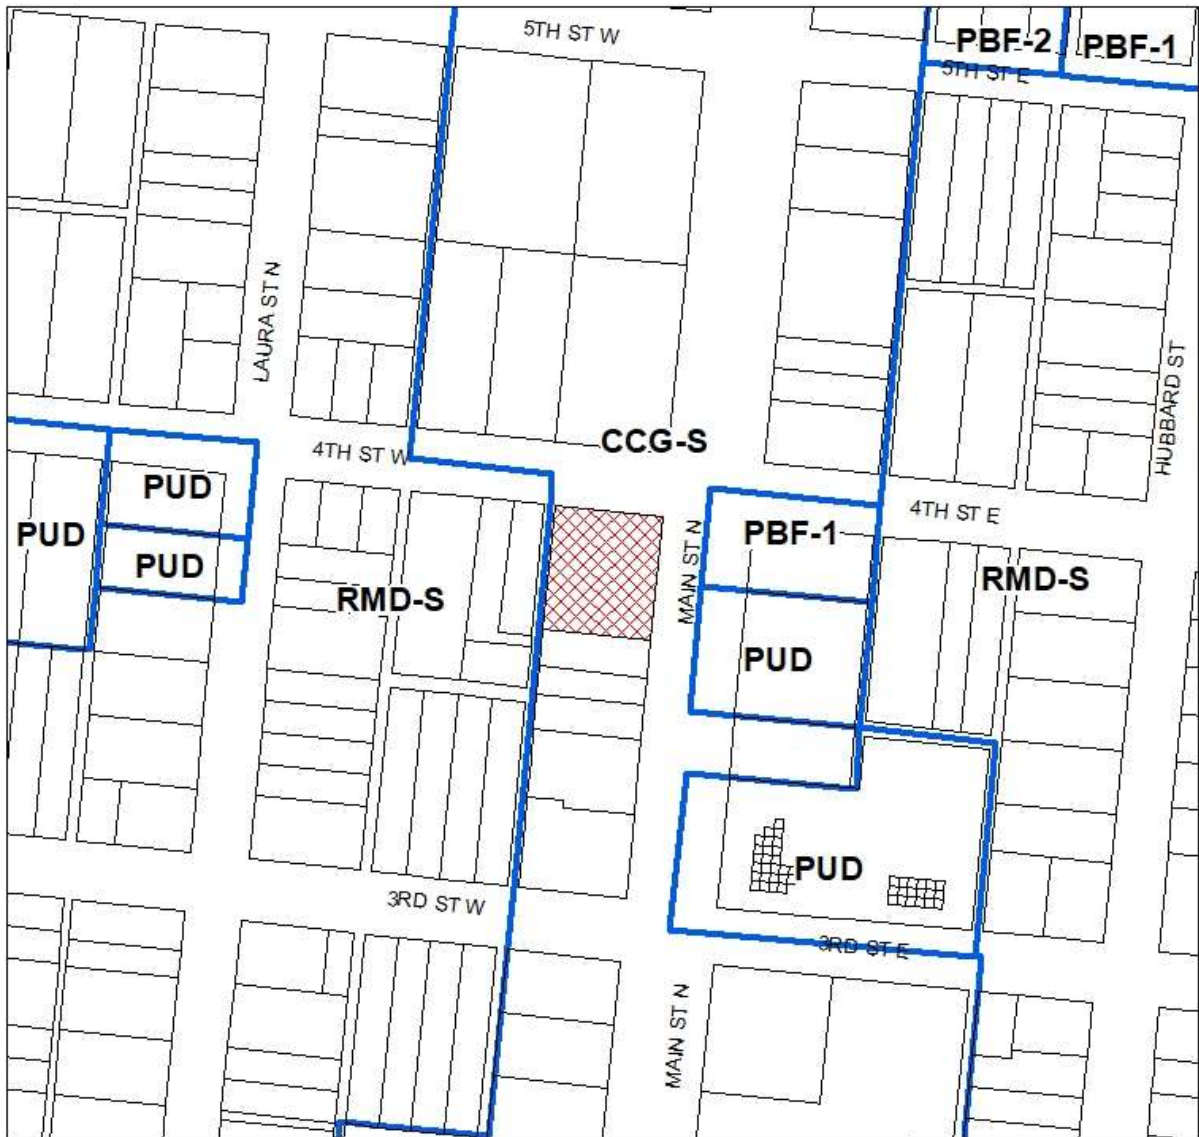 5TH ST W
PBF-2
PBF-1
5TH ST E
LAURA ST N
HUBBARD ST
CCG-S
4TH ST W
PUD
PUD
PUD
4TH ST E
PBF-1
MAIN ST N
RMD-S
RMD-S
PUD
PUD
3RD ST W
3RD ST E
MAIN ST N